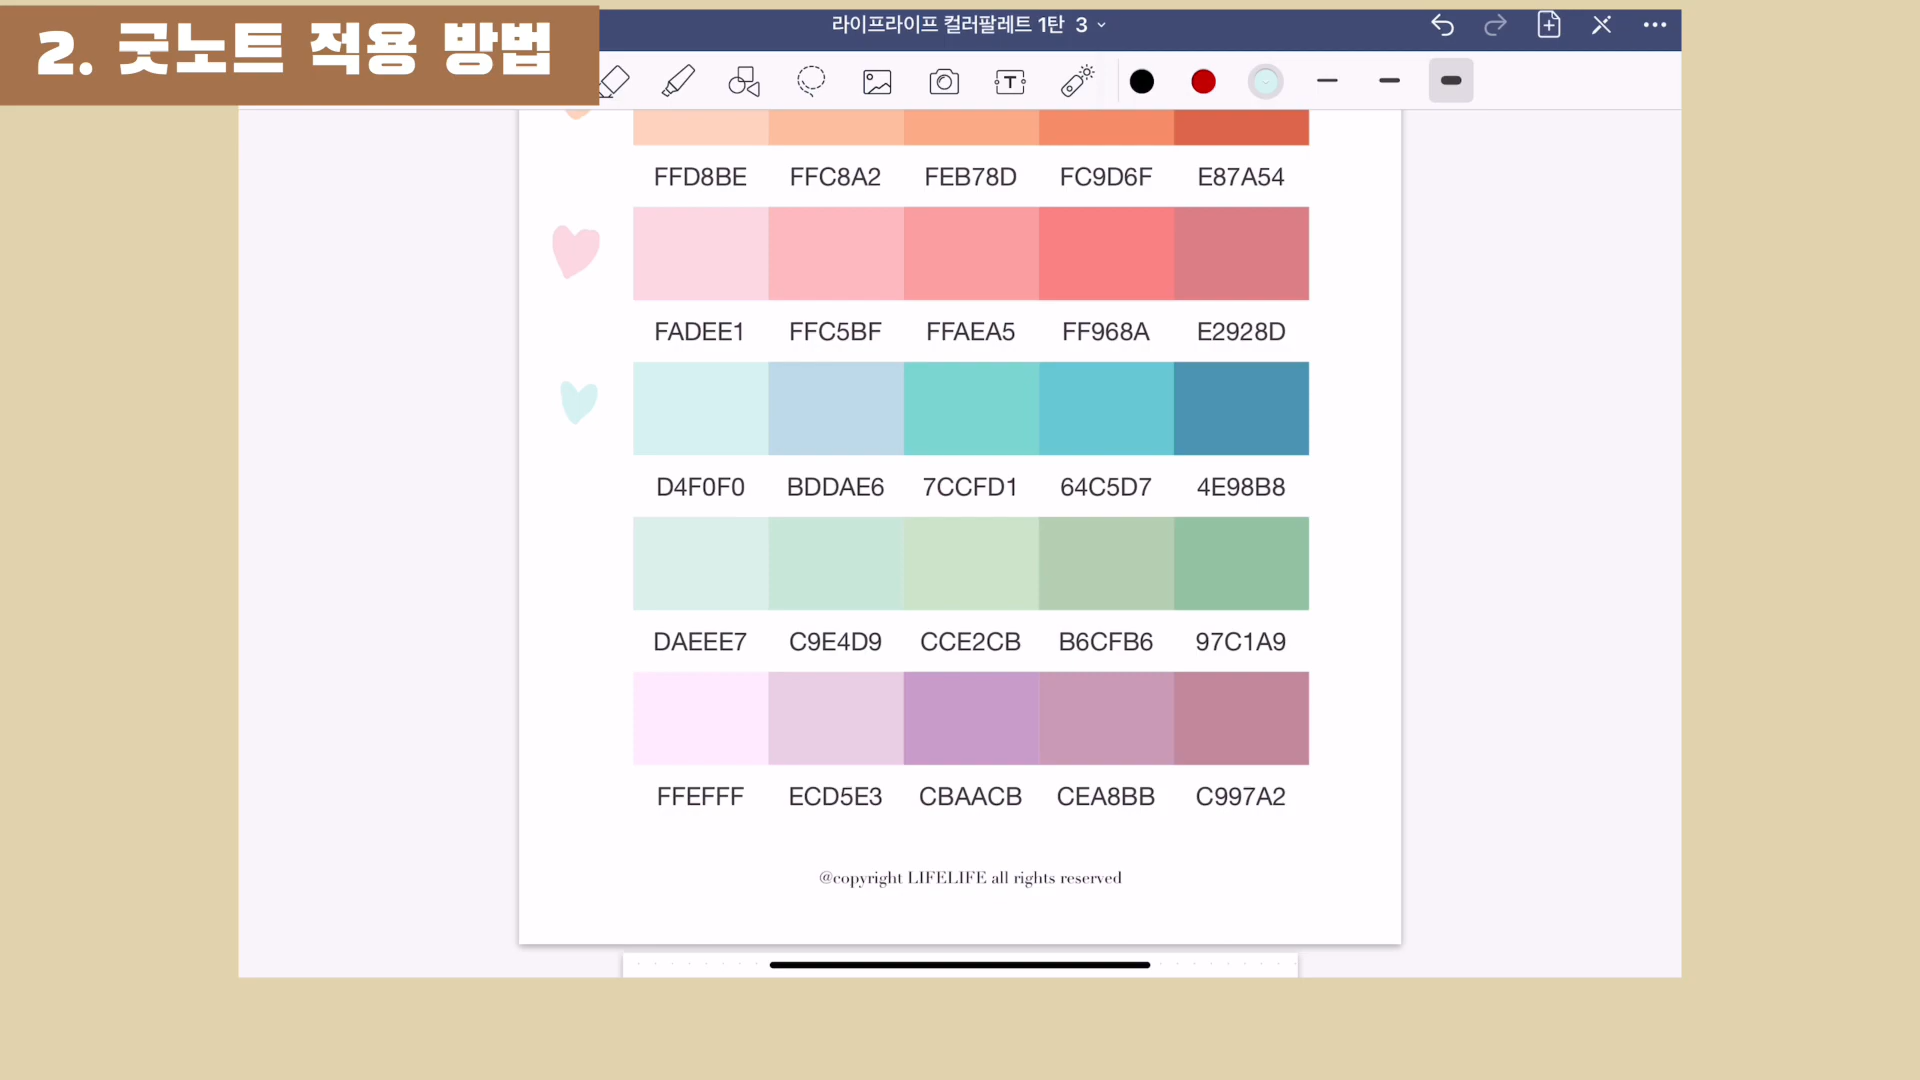 2. 굿노트 적용 방법
라이프라이프 컬러팔레트 1탄 3
T
FFD8BE FFC8A2 FEB78D FC9D6F E87A54
FADEE1 FFC5BF FFAEA5 FF968A E2928D
D4F0F0 BDDAE6 7CCFD1 64C5D7 4E98B8
DAEEE7 C9E4D9 CCE2CB B6CFB6 97C1A9
FFEFFF ECD5E3 CBAACB CEA8BB C997A2
@copyright LIFELIFE all rights reserved